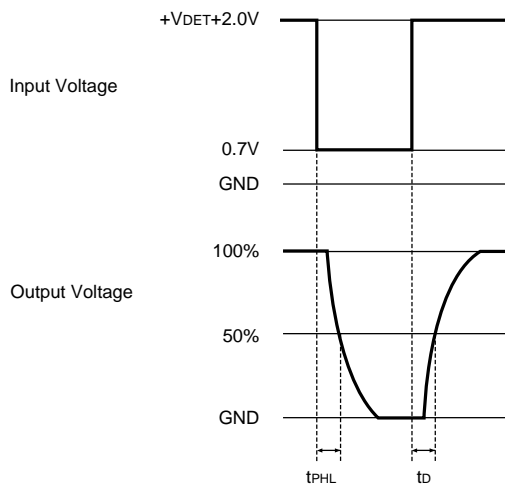 +VDET+2.0V
Input Voltage
0.7V
GND
100%
Output Voltage
50%
GND
tPHL
tD